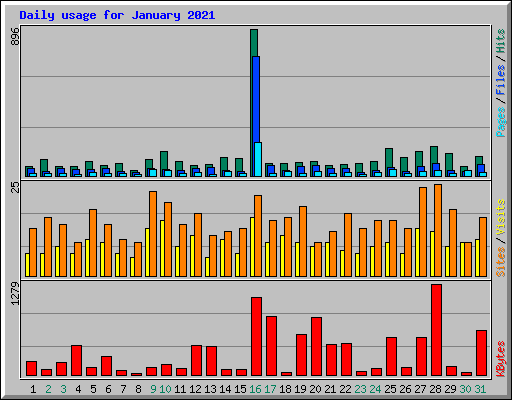 Daily usage for January 2021
896
Pages / Files / Hits
25
Sites / Visits
1279
KBytes
1 2 3 4 5 6 7 8 9 10 11 12 13 14 15 16 17 18 19 20 21 22 23 24 25 26 27 28 29 30 31